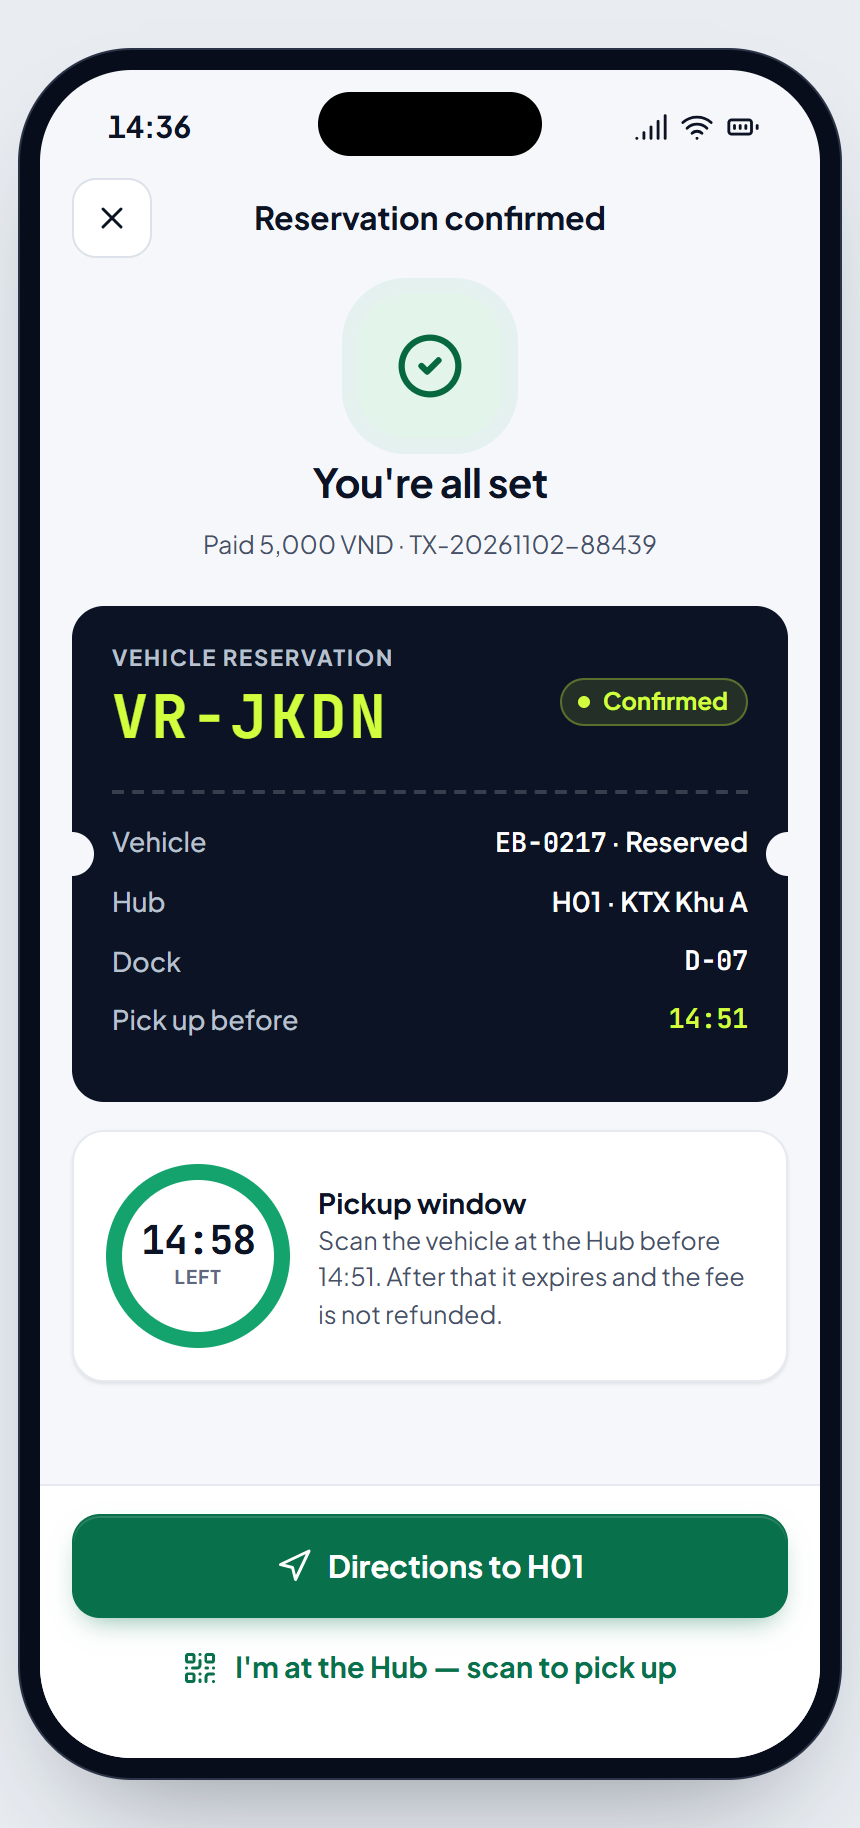 14:36
Reservation confirmed
You're all set
Paid 5,000 VND · TX-20261102-88439
VEHICLE RESERVATION
VR-JKDN
Confirmed
Vehicle
EB-0217 · Reserved
Hub
H01 · KTX Khu A
Dock
D-07
Pick up before
14:51
14:58
LEFT
Pickup window
Scan the vehicle at the Hub before
14:51. After that it expires and the fee
is not refunded.
Directions to H01
I'm at the Hub — scan to pick up